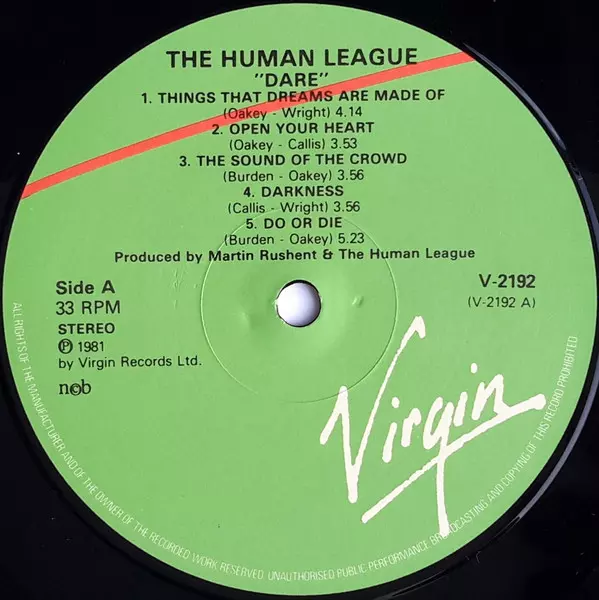 THE HUMAN LEAGUE
"DARE"
1. THINGS THAT DREAMS ARE MADE OF
(Oakey - Wright) 4.14
2. OPEN YOUR HEART
(Oakey - Callis) 3.53
3. THE SOUND OF THE CROWD
(Burden - Oakey) 3.56
4. DARKNESS
(Callis - Wright) 3.56
5. DO OR DIE
(Burden - Oakey) 5.23
Produced by Martin Rushent & The Human League
Side A
33 RPM
STEREO
℗ 1981
by Virgin Records Ltd.
ncb
V-2192
(V-2192 A)
Virgin
ALL RIGHTS OF THE MANUFACTURER AND OF THE OWNER OF THE RECORDED WORK RESERVED. UNAUTHORISED PUBLIC PERFORMANCE BROADCASTING AND COPYING OF THIS RECORD PROHIBITED